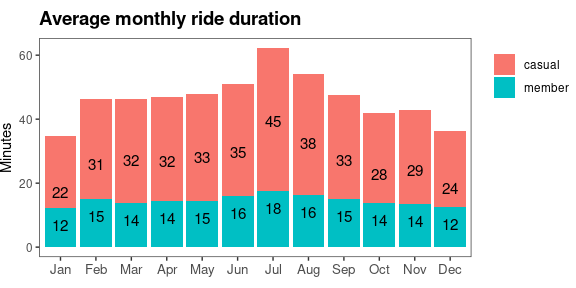 Average monthly ride duration
Minutes
60
40
20
0
22 31 32 32 33 35 45 38 33 28 29 24
12 15 14 14 15 16 18 16 15 14 14 12
Jan Feb Mar Apr May Jun Jul Aug Sep Oct Nov Dec
casual
member